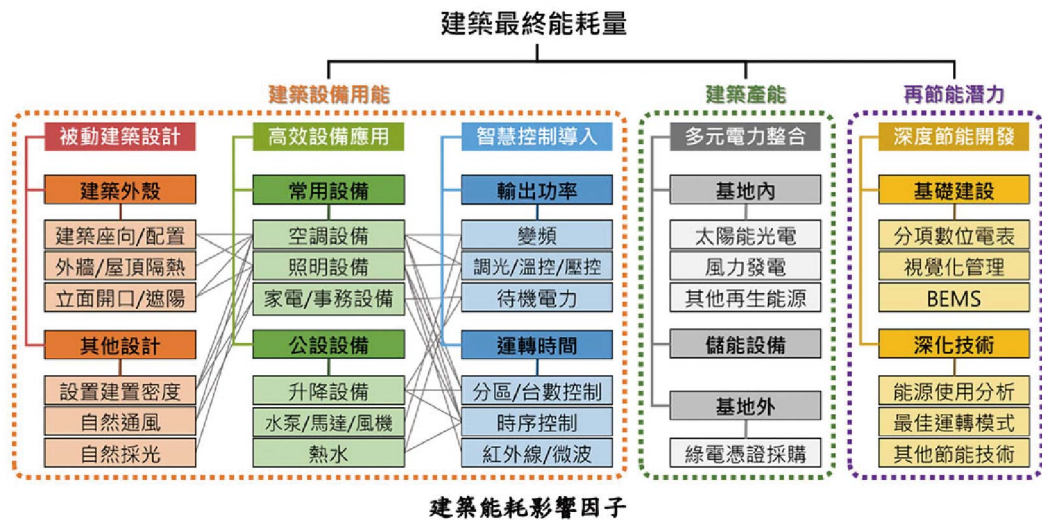 建築最終能耗量
建築設備用能
建築產能
再節能潛力
被動建築設計
建築外殼
建築座向/配置
外牆/屋頂隔熱
立面開口/遮陽
其他設計
設置建置密度
自然通風
自然採光
高效設備應用
常用設備
空調設備
照明設備
家電/事務設備
公設設備
升降設備
水泵/馬達/風機
熱水
智慧控制導入
輸出功率
變頻
調光/溫控/壓控
待機電力
運轉時間
分區/台數控制
時序控制
紅外線/微波
多元電力整合
基地內
太陽能光電
風力發電
其他再生能源
儲能設備
基地外
綠電憑證採購
深度節能開發
基礎建設
分項數位電表
視覺化管理
BEMS
深化技術
能源使用分析
最佳運轉模式
其他節能技術
建築能耗影響因子